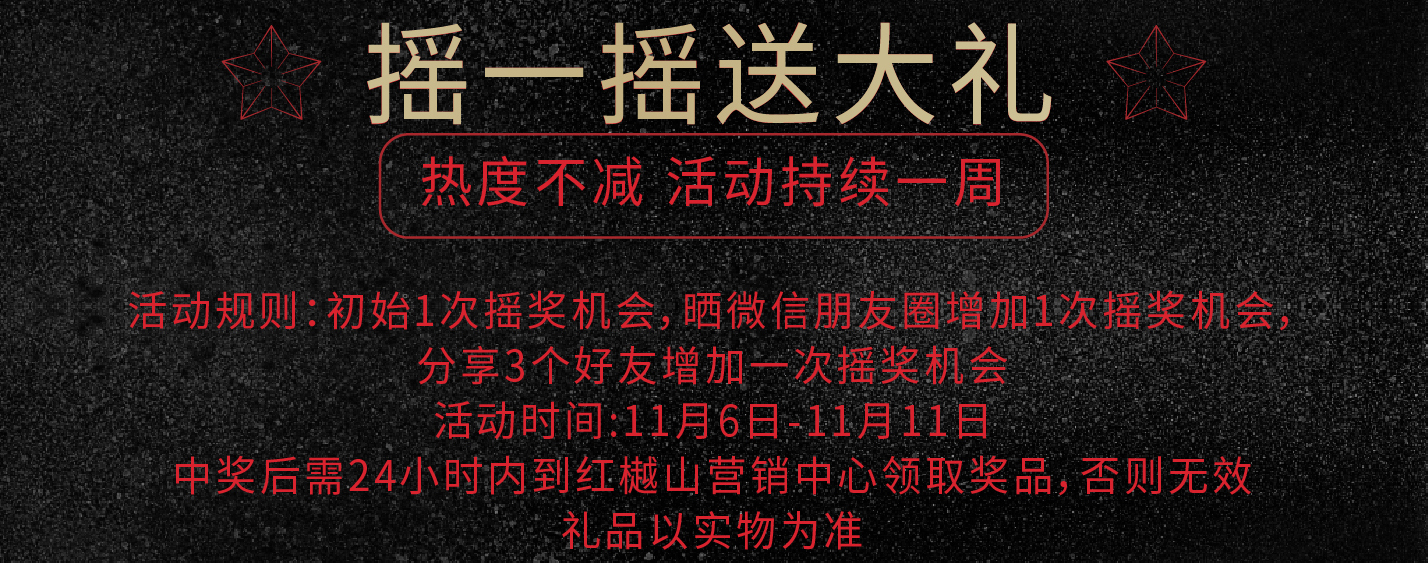 摇一摇送大礼
热度不减 活动持续一周
活动规则:初始1次摇奖机会,晒微信朋友圈增加1次摇奖机会,
分享3个好友增加一次摇奖机会
活动时间:11月6日-11月11日
中奖后需24小时内到红樾山营销中心领取奖品,否则无效
礼品以实物为准